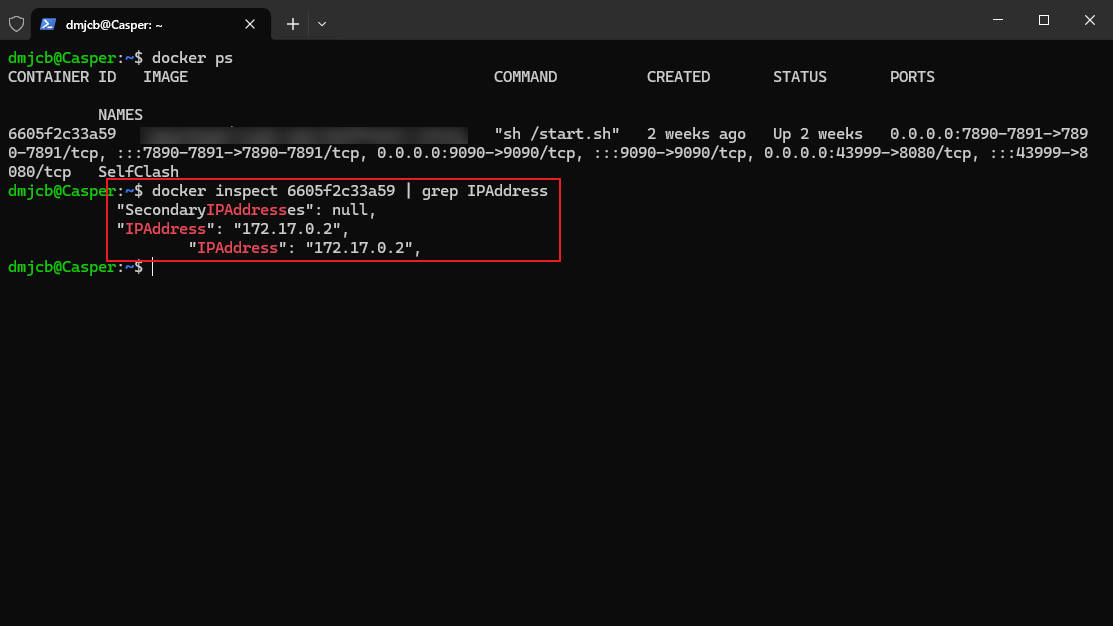 dmjcb@Casper: ~
dmjcb@Casper:~$ docker ps
CONTAINER ID   IMAGE   COMMAND   CREATED   STATUS   PORTS
NAMES
6605f2c33a59   "sh /start.sh"   2 weeks ago   Up 2 weeks   0.0.0.0:7890-7891->789
0-7891/tcp, :::7890-7891->7890-7891/tcp, 0.0.0.0:9090->9090/tcp, :::9090->9090/tcp, 0.0.0.0:43999->8080/tcp, :::43999->8
080/tcp   SelfClash
dmjcb@Casper:~$ docker inspect 6605f2c33a59 | grep IPAddress
"SecondaryIPAddresses": null,
"IPAddress": "172.17.0.2",
"IPAddress": "172.17.0.2",
dmjcb@Casper:~$